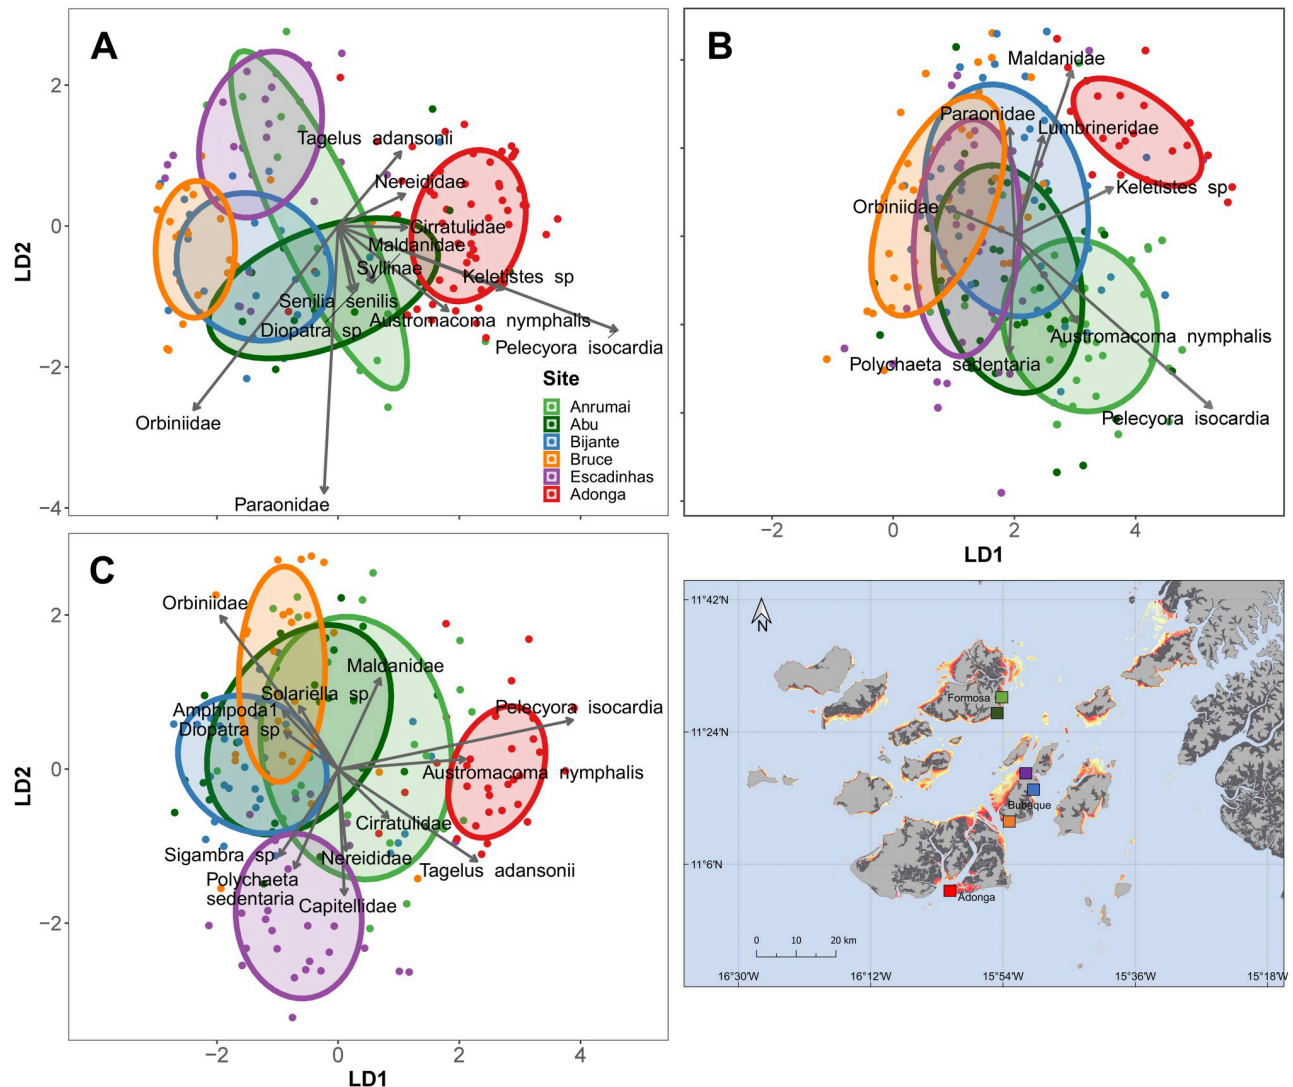 A
2
0
−2
−4
LD2
Tagelus adansonii
Nereididae
Cirratulidae
Maldanidae
Syllinae
Keletistes sp
Senilia senilis
Austromacoma nymphalis
Diopatra sp
Pelecyora isocardia
Orbiniidae
Paraonidae
Site
Anrumai
Abu
Bijante
Bruce
Escadinhas
Adonga
B
Maldanidae
Paraonidae
Lumbrineridae
Keletistes sp
Orbiniidae
Austromacoma nymphalis
Polychaeta sedentaria
Pelecyora isocardia
−2
0
2
4
LD1
C
2
0
−2
LD2
Orbiniidae
Maldanidae
Solariella sp
Amphipoda1
Pelecyora isocardia
Diopatra sp
Austromacoma nymphalis
Cirratulidae
Sigambra sp
Nereididae
Tagelus adansonii
Polychaeta
sedentaria
Capitellidae
−2
0
2
4
LD1
N
11°42'N
11°24'N
11°6'N
Formosa
Bubaque
Adonga
0
10
20 km
16°30'W
16°12'W
15°54'W
15°36'W
15°18'W